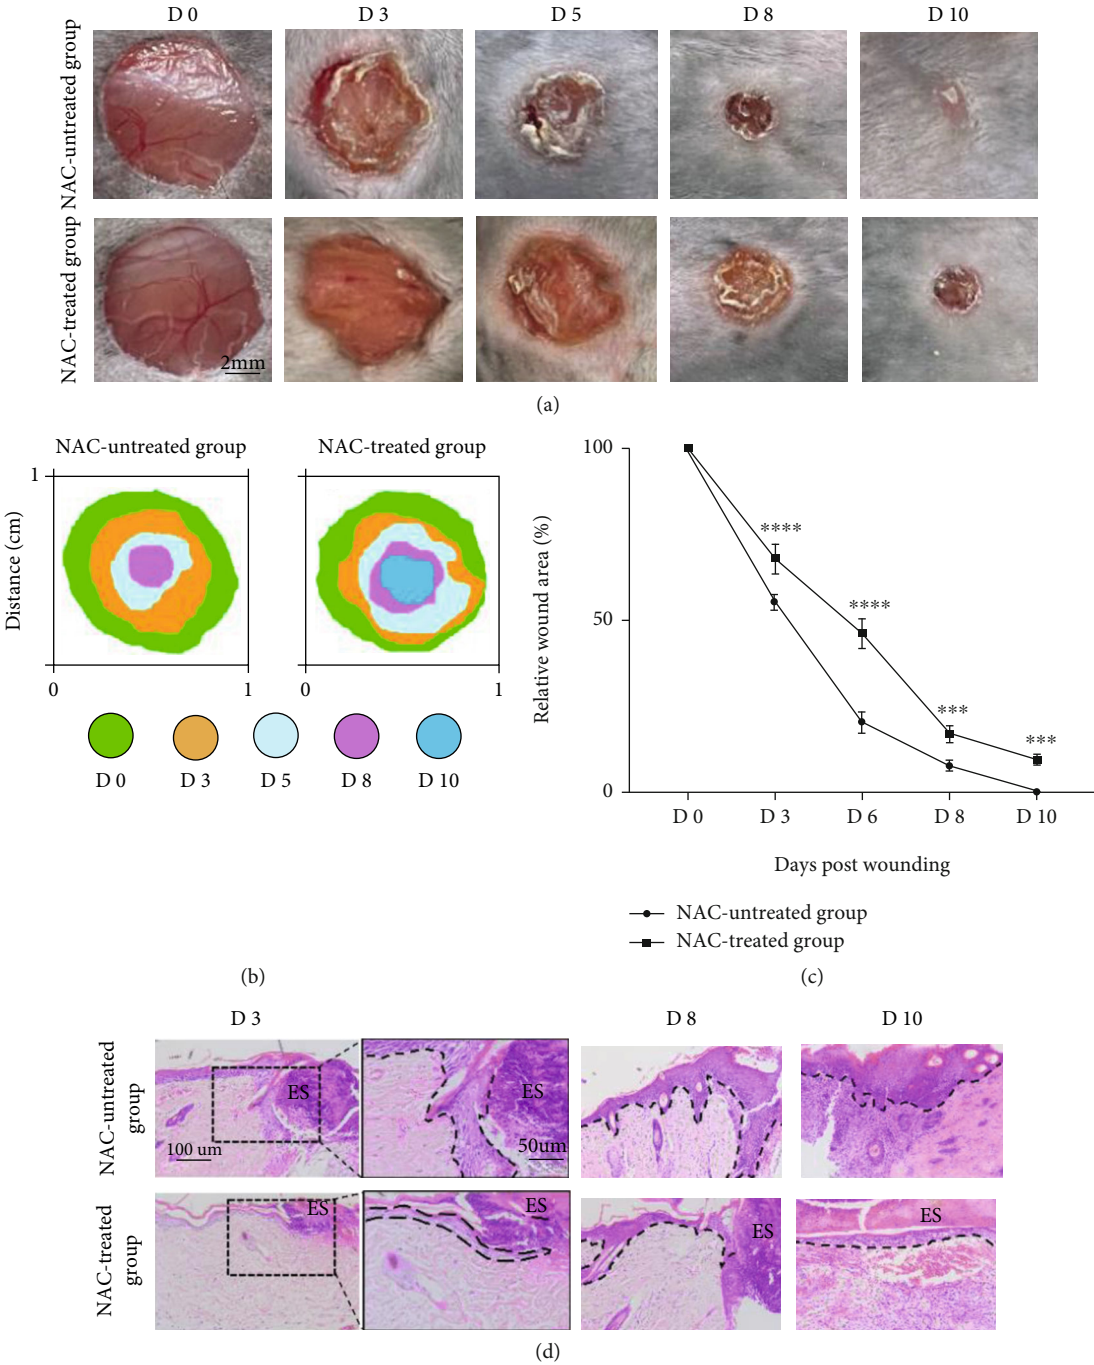 D 0 D 3 D 5 D 8 D 10
NAC-untreated group
NAC-treated group
2mm
(a)
NAC-untreated group NAC-treated group
1
Distance (cm)
0 1 0 1
D 0 D 3 D 5 D 8 D 10
(b)
100
50
0
Relative wound area (%)
****
****
***
***
D 0 D 3 D 6 D 8 D 10
Days post wounding
NAC-untreated group
NAC-treated group
(c)
D 3 D 8 D 10
NAC-untreated
group
ES
100 um
ES
50um
NAC-treated
group
ES
ES
ES
ES
(d)